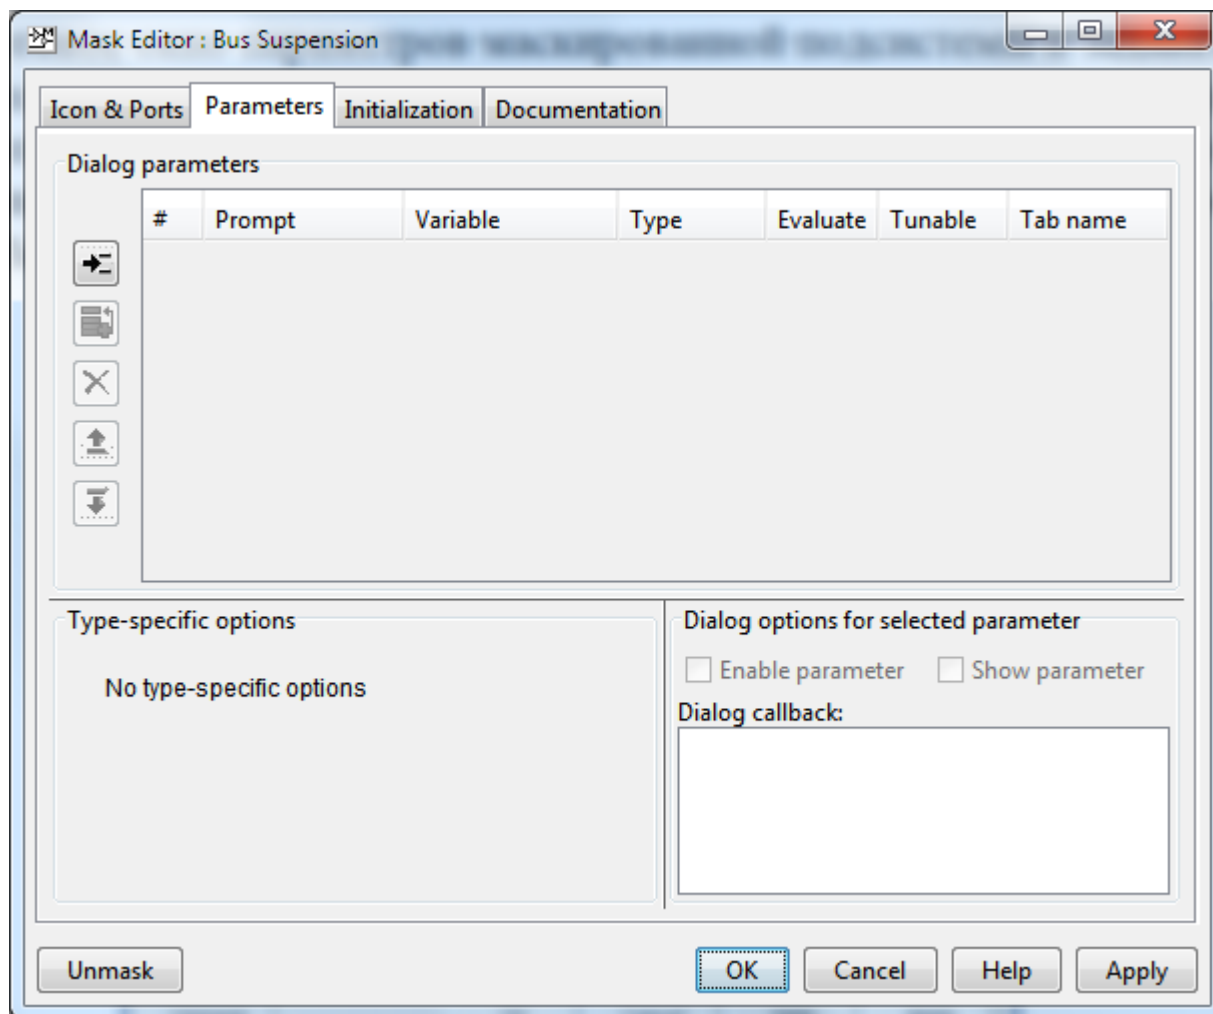 Mask Editor : Bus Suspension
Icon & Ports Parameters Initialization Documentation
Dialog parameters
# Prompt Variable Type Evaluate Tunable Tab name
Type-specific options
No type-specific options
Dialog options for selected parameter
Enable parameter Show parameter
Dialog callback:
Unmask OK Cancel Help Apply